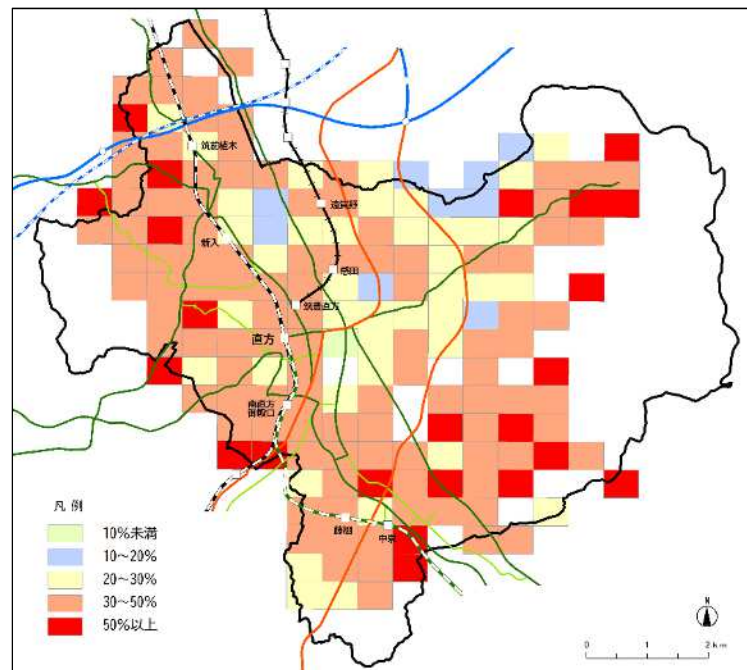 筑前植木
遠賀野
新入
感田
筑豊直方
直方
南直方
御殿口
藤棚
中泉
凡 例
10%未満
10～20%
20～30%
30～50%
50%以上
N
0 1 2 km